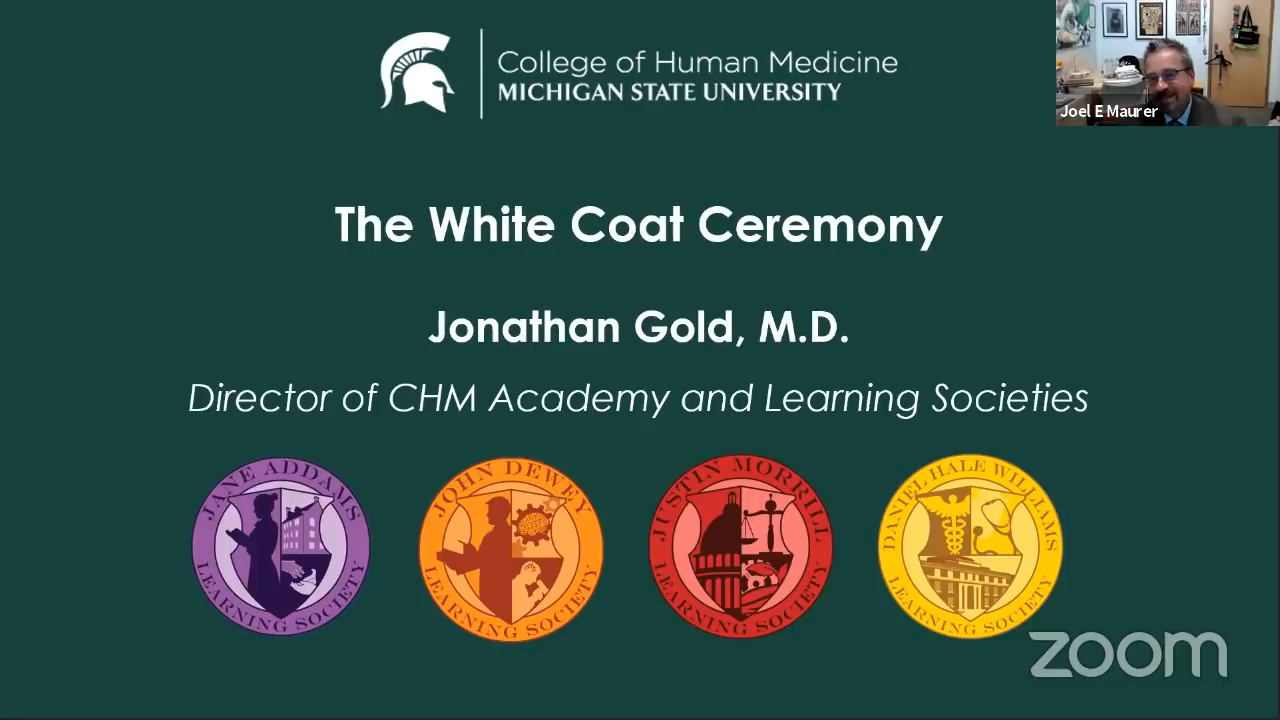 College of Human Medicine
MICHIGAN STATE UNIVERSITY
Joel E Maurer
The White Coat Ceremony
Jonathan Gold, M.D.
Director of CHM Academy and Learning Societies
JANE ADDAMS
LEARNING SOCIETY
JOHN DEWEY
LEARNING SOCIETY
JUSTIN MORRILL
LEARNING SOCIETY
DANIEL HALE WILLIAMS
LEARNING SOCIETY
zoom